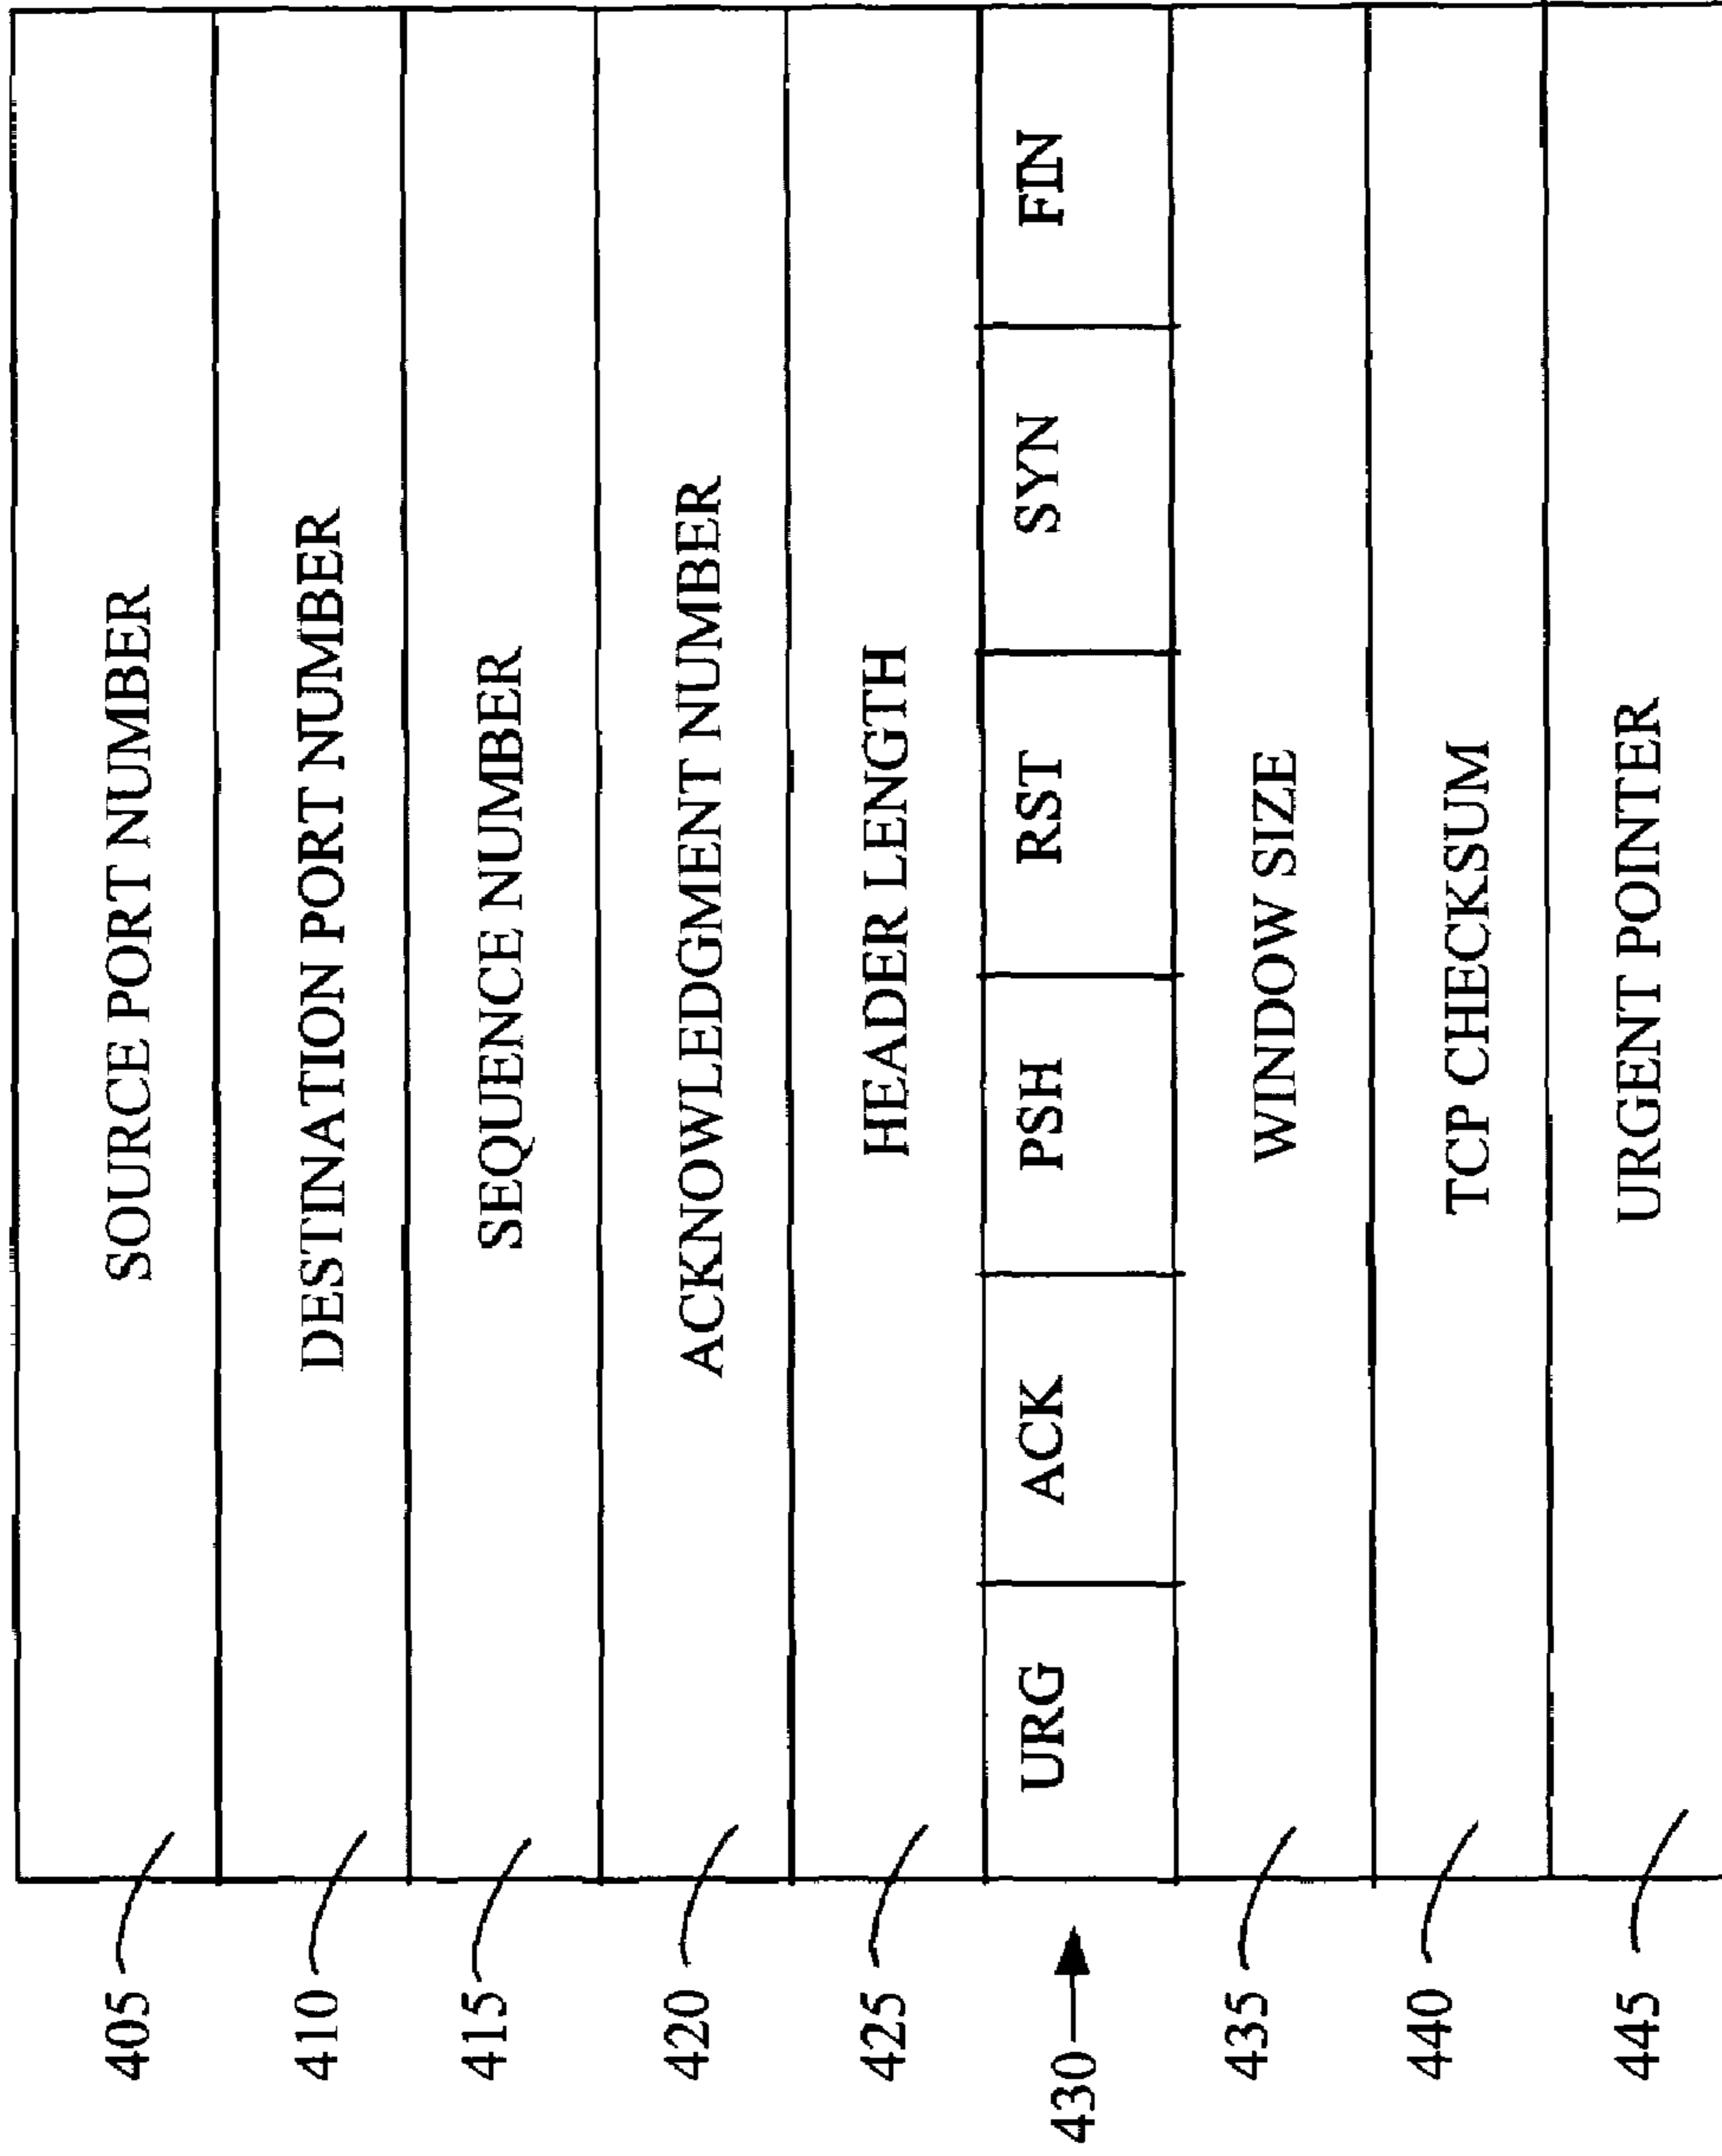 405 SOURCE PORT NUMBER
410 DESTINATION PORT NUMBER
415 SEQUENCE NUMBER
420 ACKNOWLEDGMENT NUMBER
425 HEADER LENGTH
430 URG ACK PSH RST SYN FIN
435 WINDOW SIZE
440 TCP CHECKSUM
445 URGENT POINTER